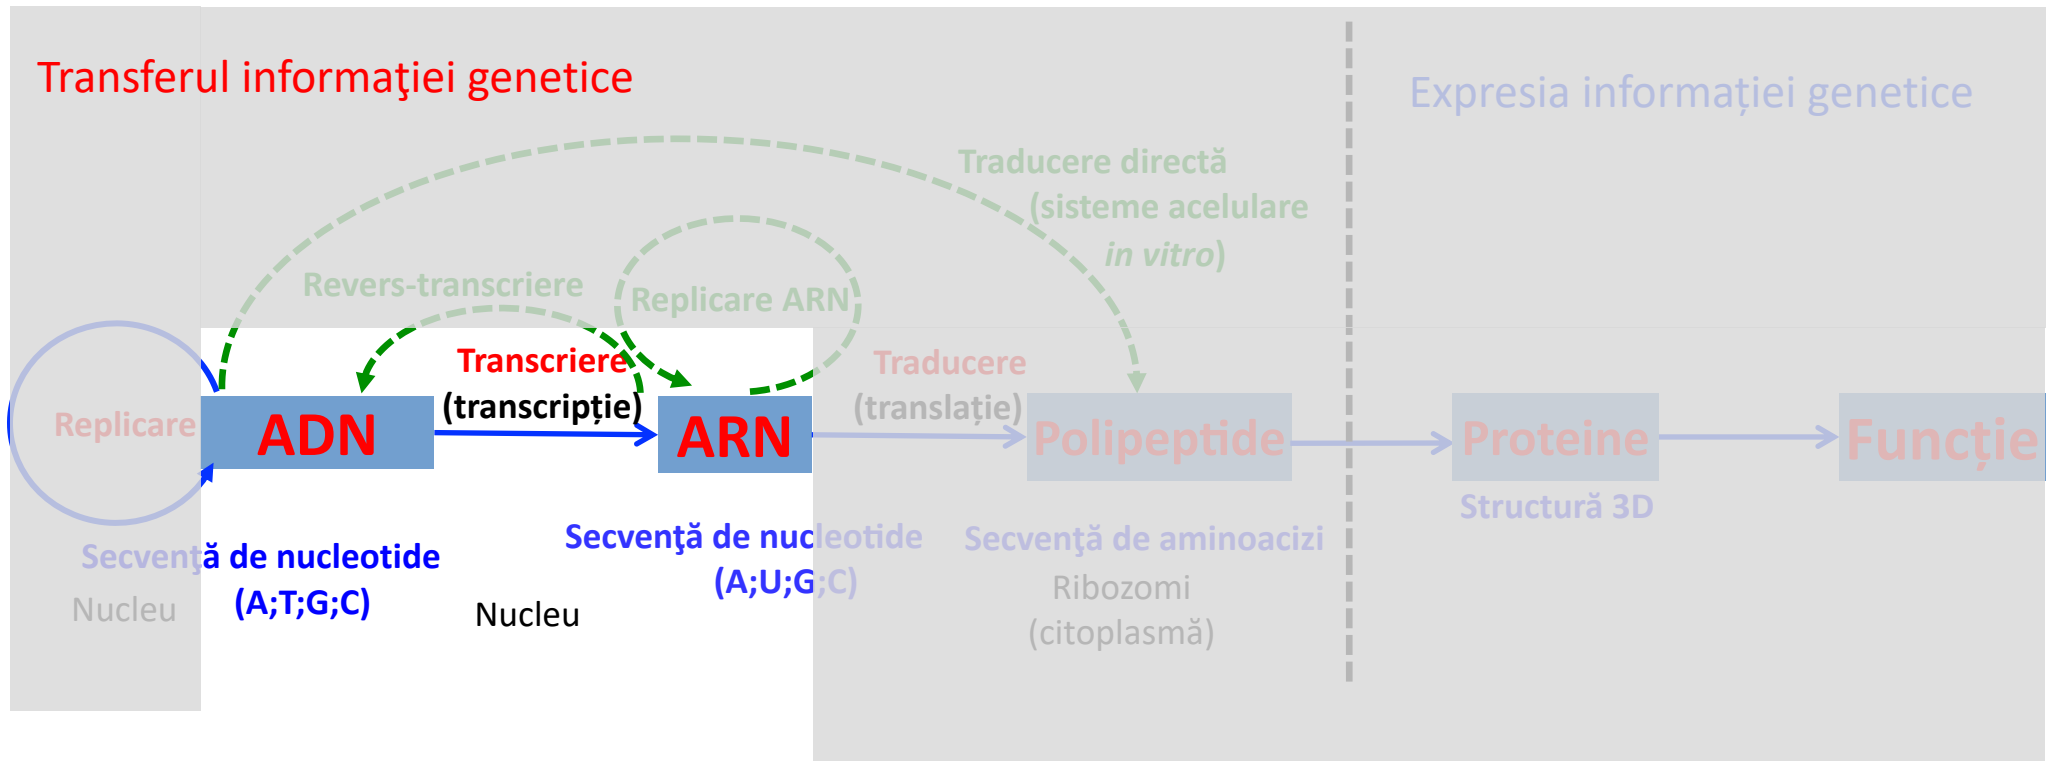 Transferul informaţiei genetice
Expresia informației genetice
Traducere directă
(sisteme acelulare
in vitro)
Revers-transcriere
Replicare ARN
Transcriere
(transcripție)
Traducere
(translație)
Replicare
ADN
ARN
Polipeptide
Proteine
Funcție
Structură 3D
Secvenţă de nucleotide
(A;T;G;C)
Nucleu
Nucleu
Secvenţă de nucleotide
(A;U;G;C)
Secvenţă de aminoacizi
Ribozomi
(citoplasmă)